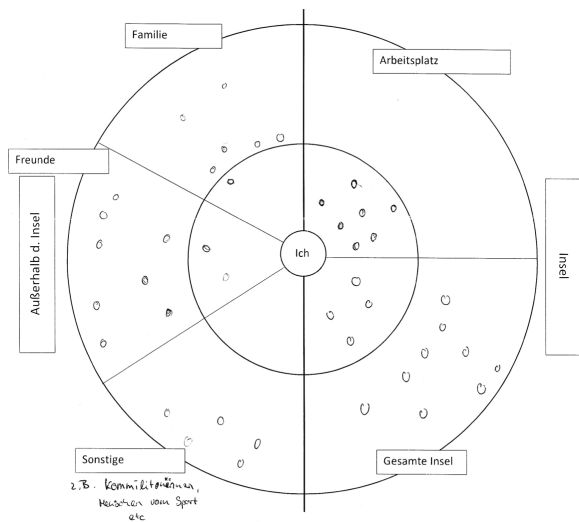 Familie
Arbeitsplatz
Freunde
Außerhalb d. Insel
Ich
Insel
Sonstige
Gesamte Insel
z.B. Kommilitoninnen,
Menschen vom Sport
etc